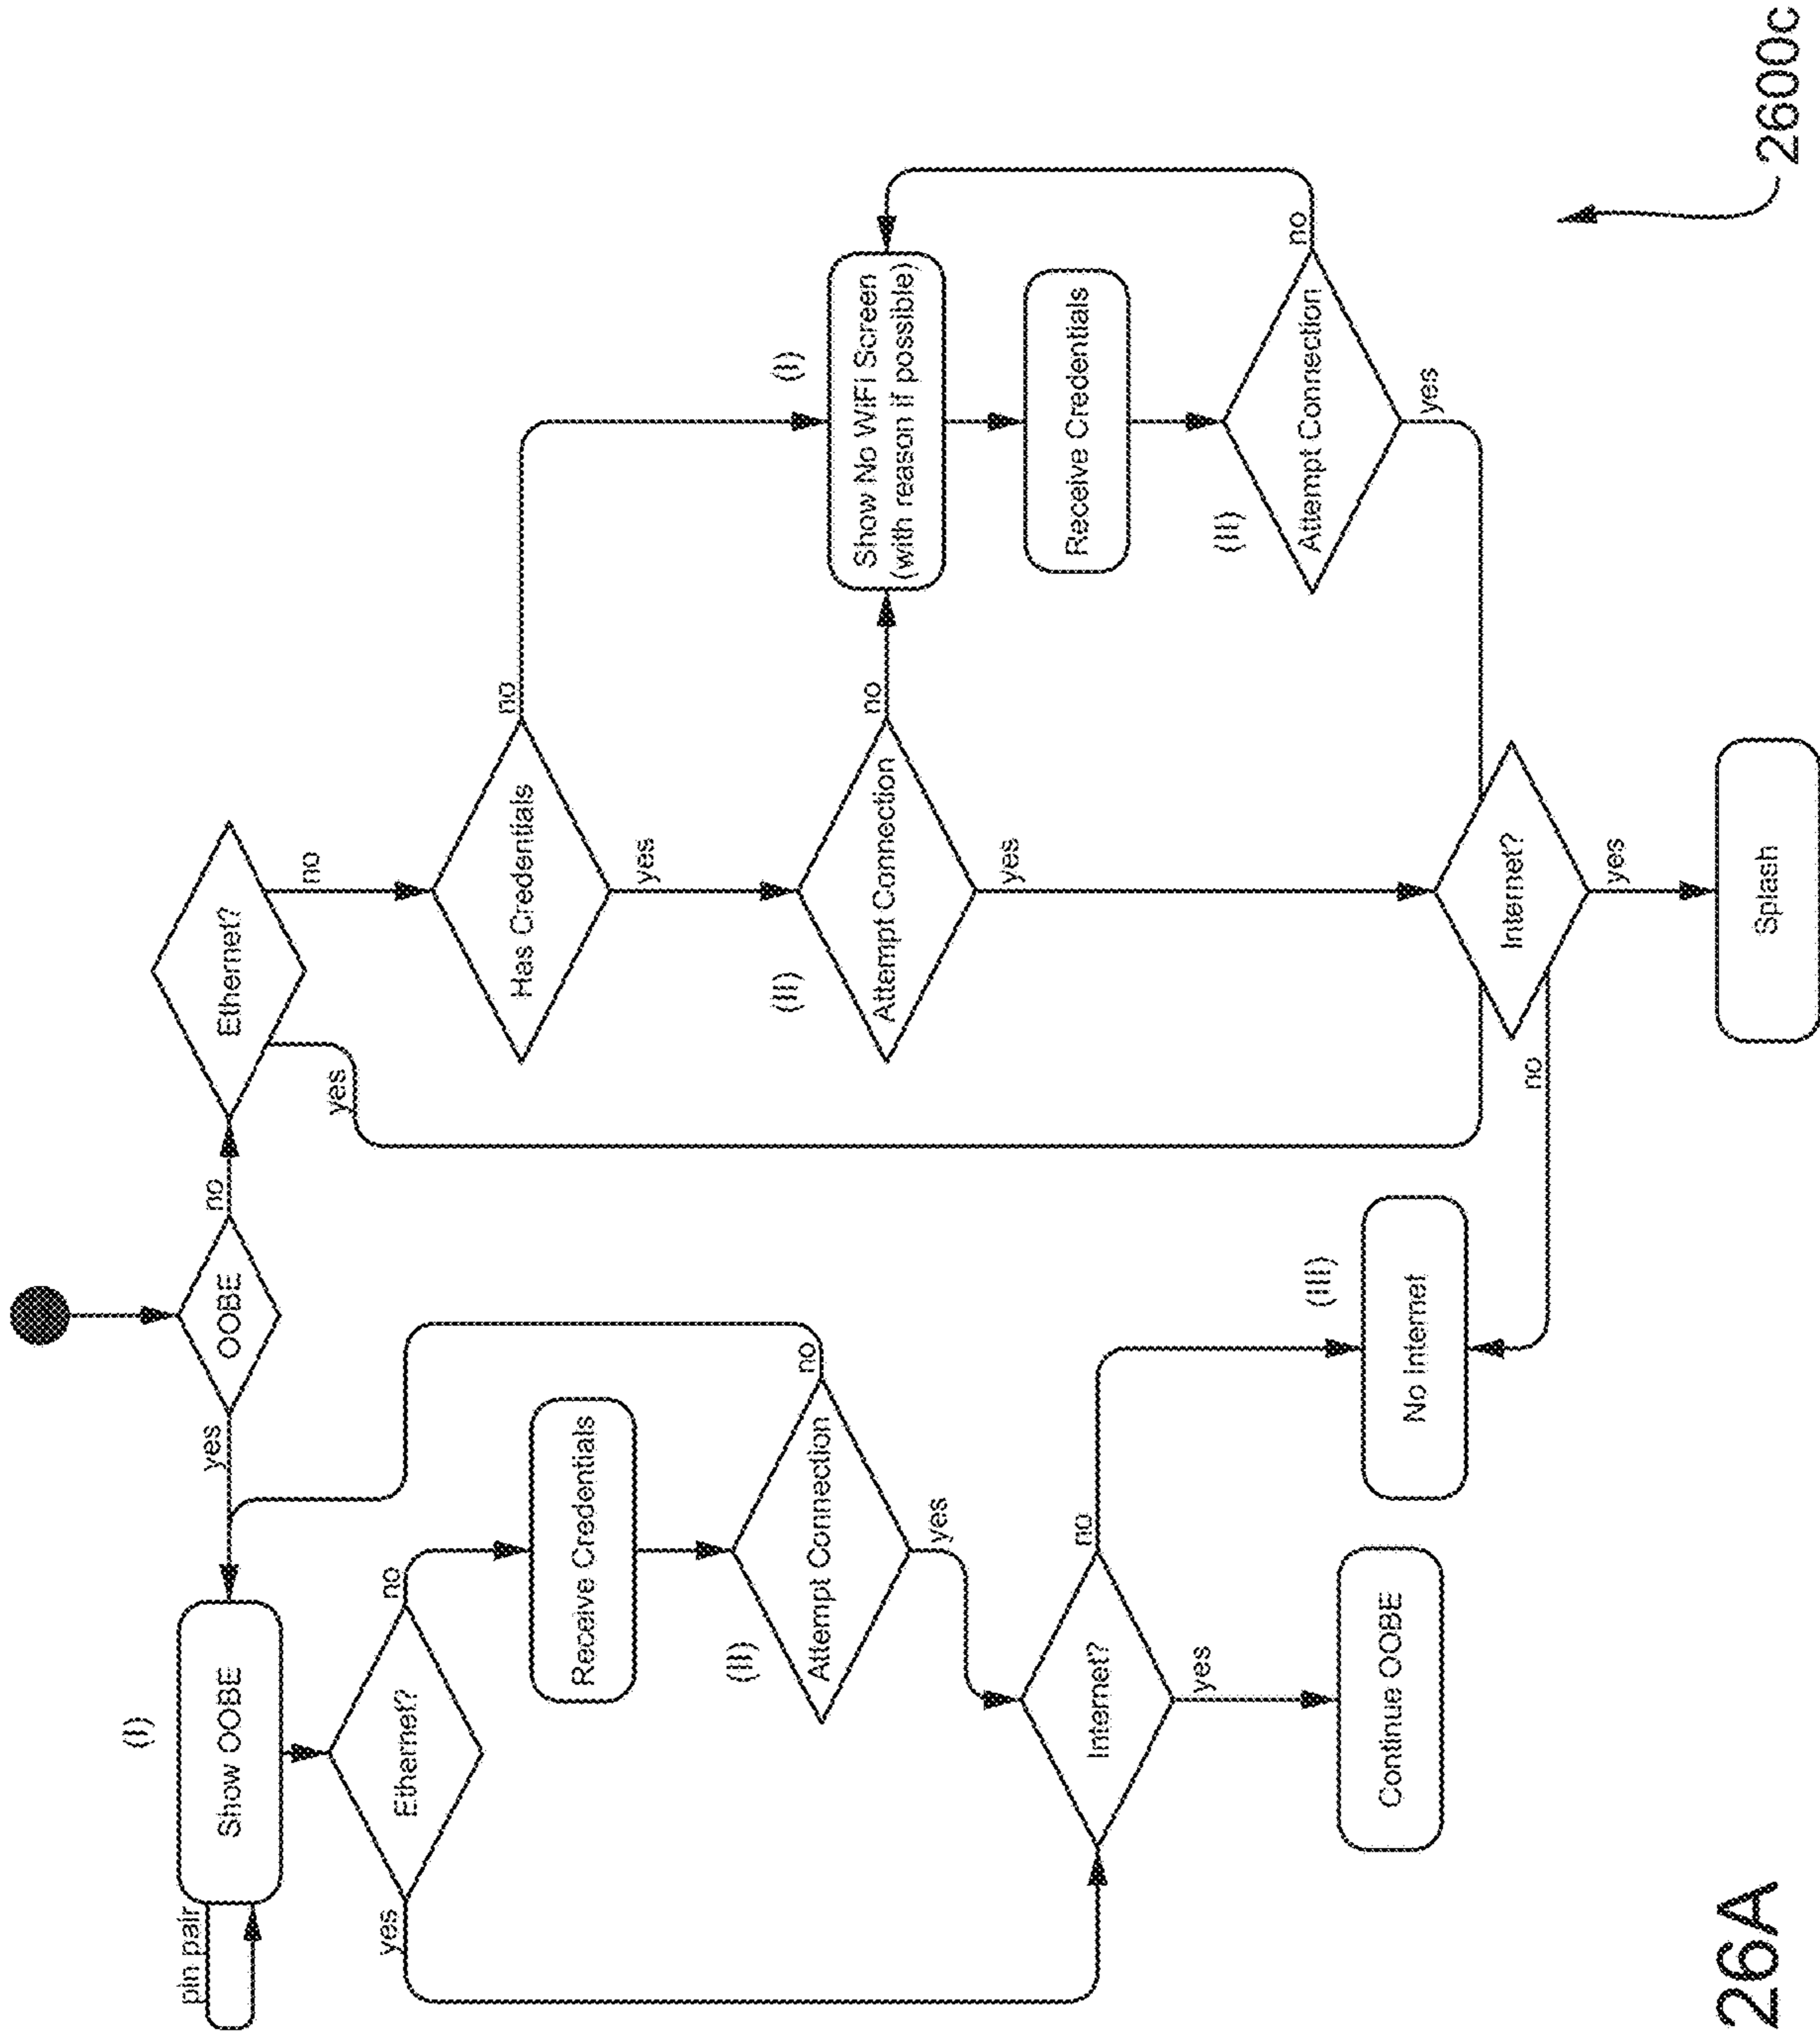 OOBE
yes
no
(I)
pin pair
Show OOBE
Ethernet?
yes
no
Receive Credentials
(II)
Attempt Connection
no
yes
Internet?
no
yes
Continue OOBE
(III)
No Internet
Ethernet?
yes
no
Has Credentials
no
yes
(II)
Attempt Connection
no
yes
(I)
Show No WiFi Screen
(with reason if possible)
Receive Credentials
(II)
Attempt Connection
no
yes
Internet?
no
yes
Splash
26A
2600c